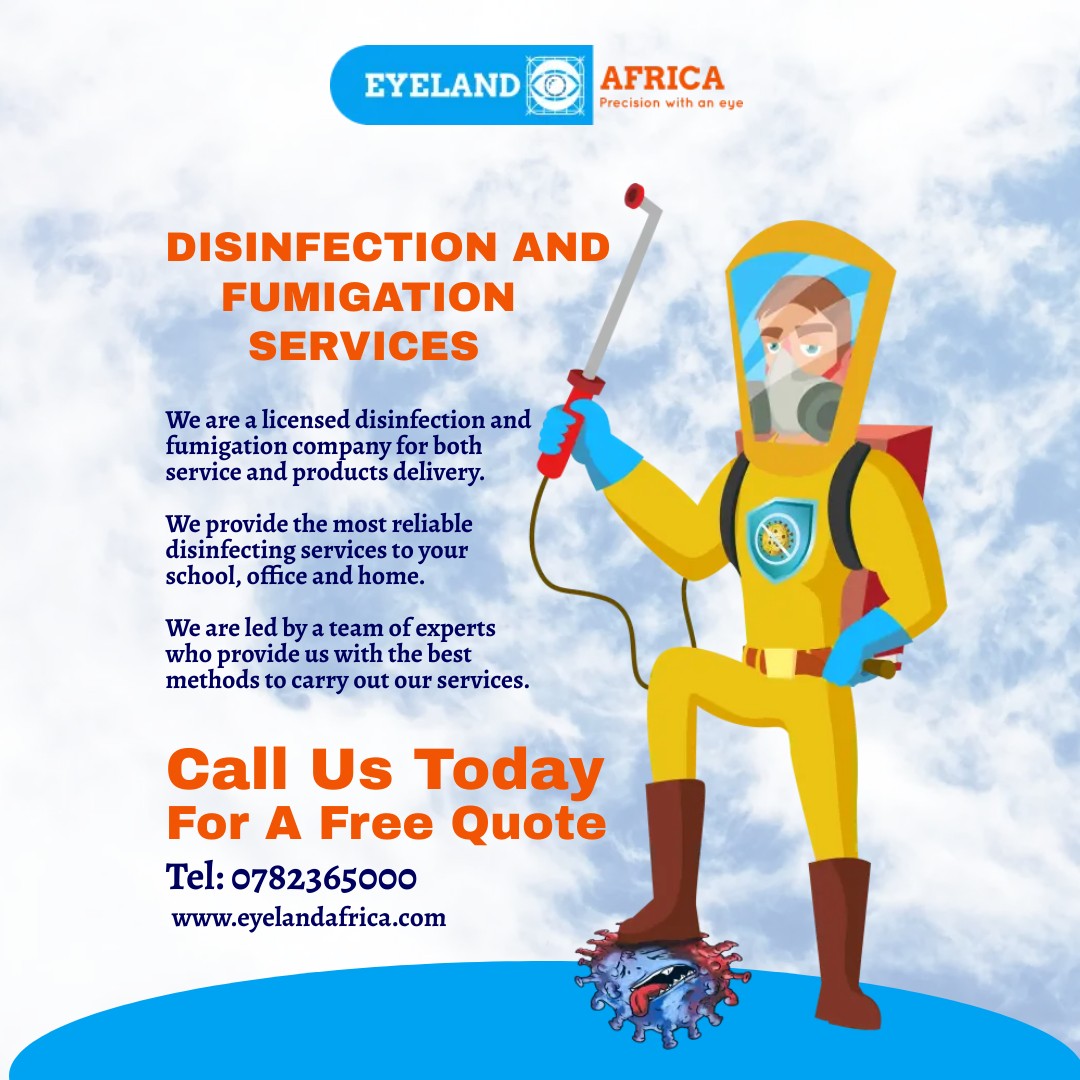 EYELAND
AFRICA
Precision with an eye
DISINFECTION AND
FUMIGATION
SERVICES
We are a licensed disinfection and
fumigation company for both
service and products delivery.
We provide the most reliable
disinfecting services to your
school, office and home.
We are led by a team of experts
who provide us with the best
methods to carry out our services.
Call Us Today
For A Free Quote
Tel: 0782365000
www.eyelandafrica.com